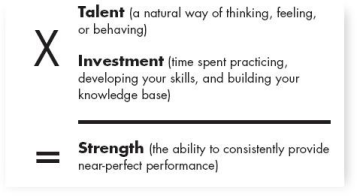 Talent (a natural way of thinking, feeling,
or behaving)
X
Investment (time spent practicing,
developing your skills, and building your
knowledge base)
= Strength (the ability to consistently provide
near-perfect performance)